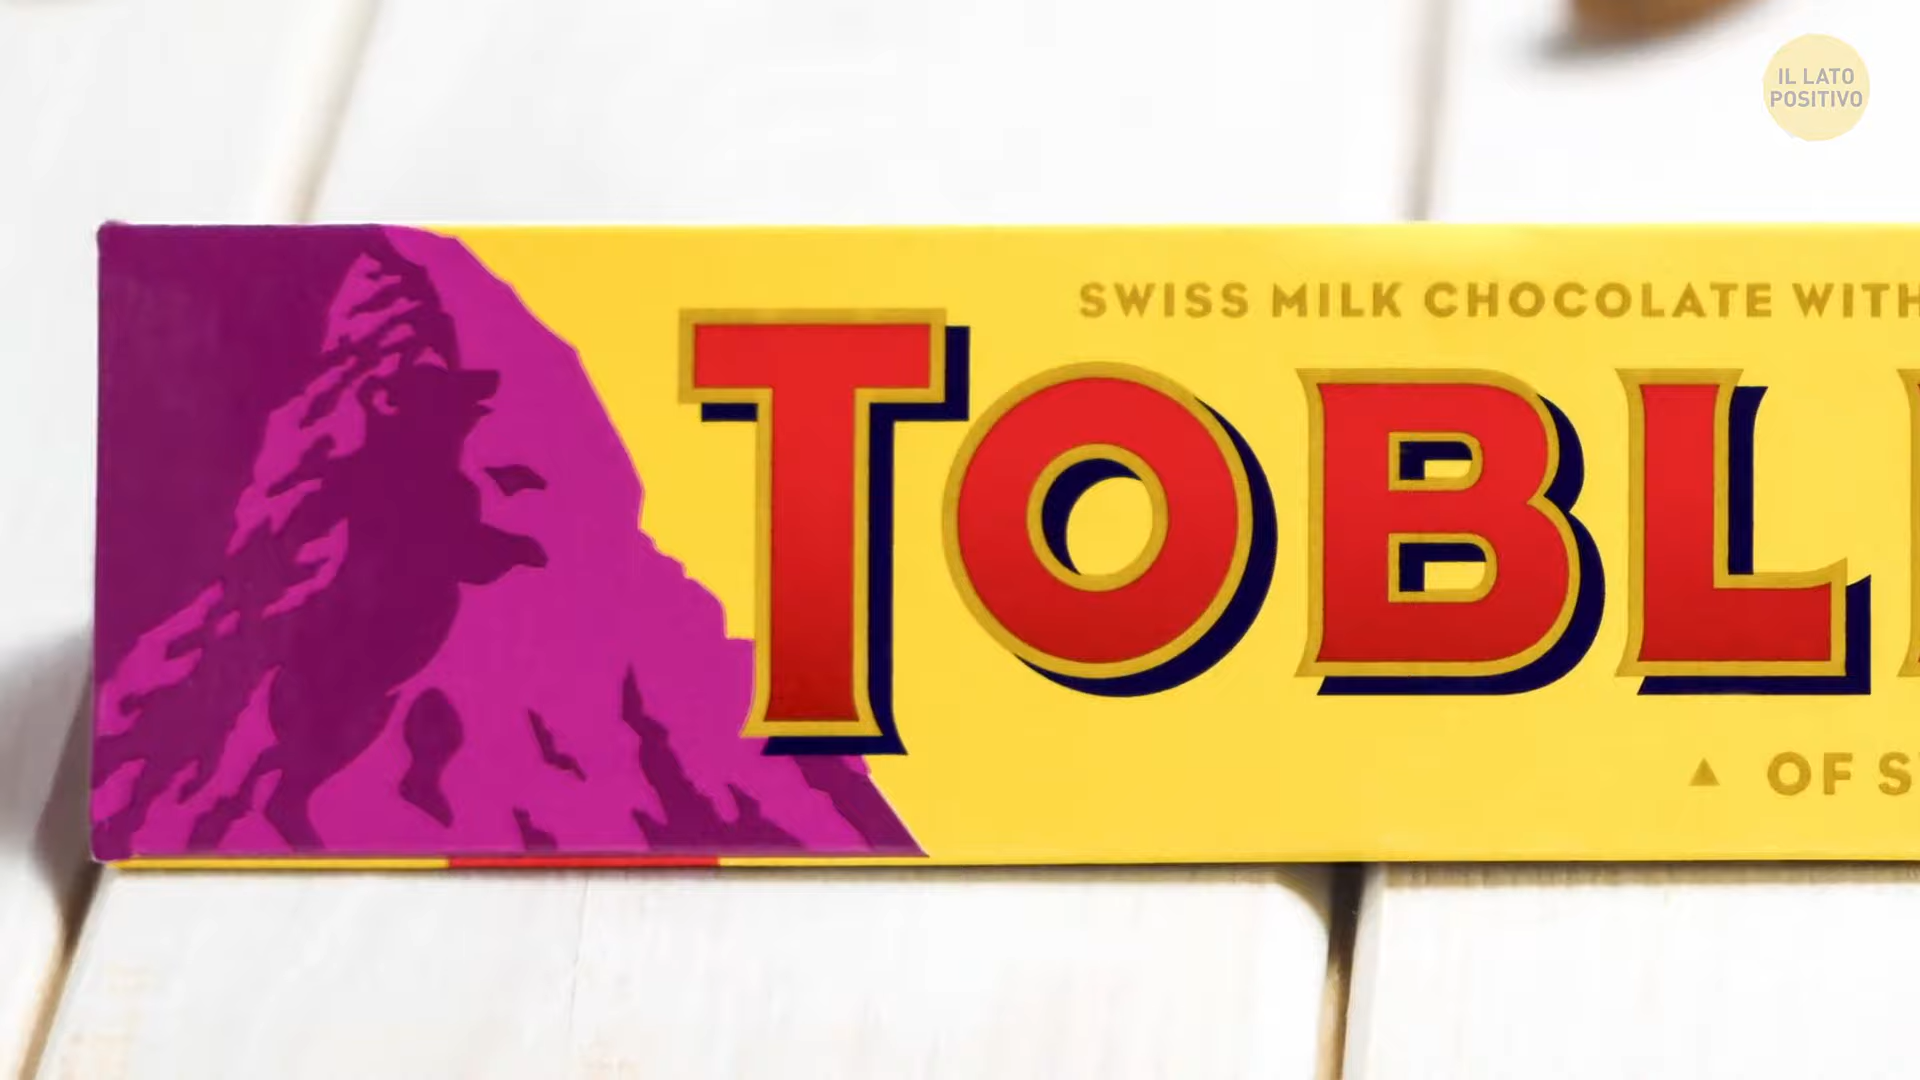 IL LATO
POSITIVO
SWISS MILK CHOCOLATE WITH
TOBL
OF S